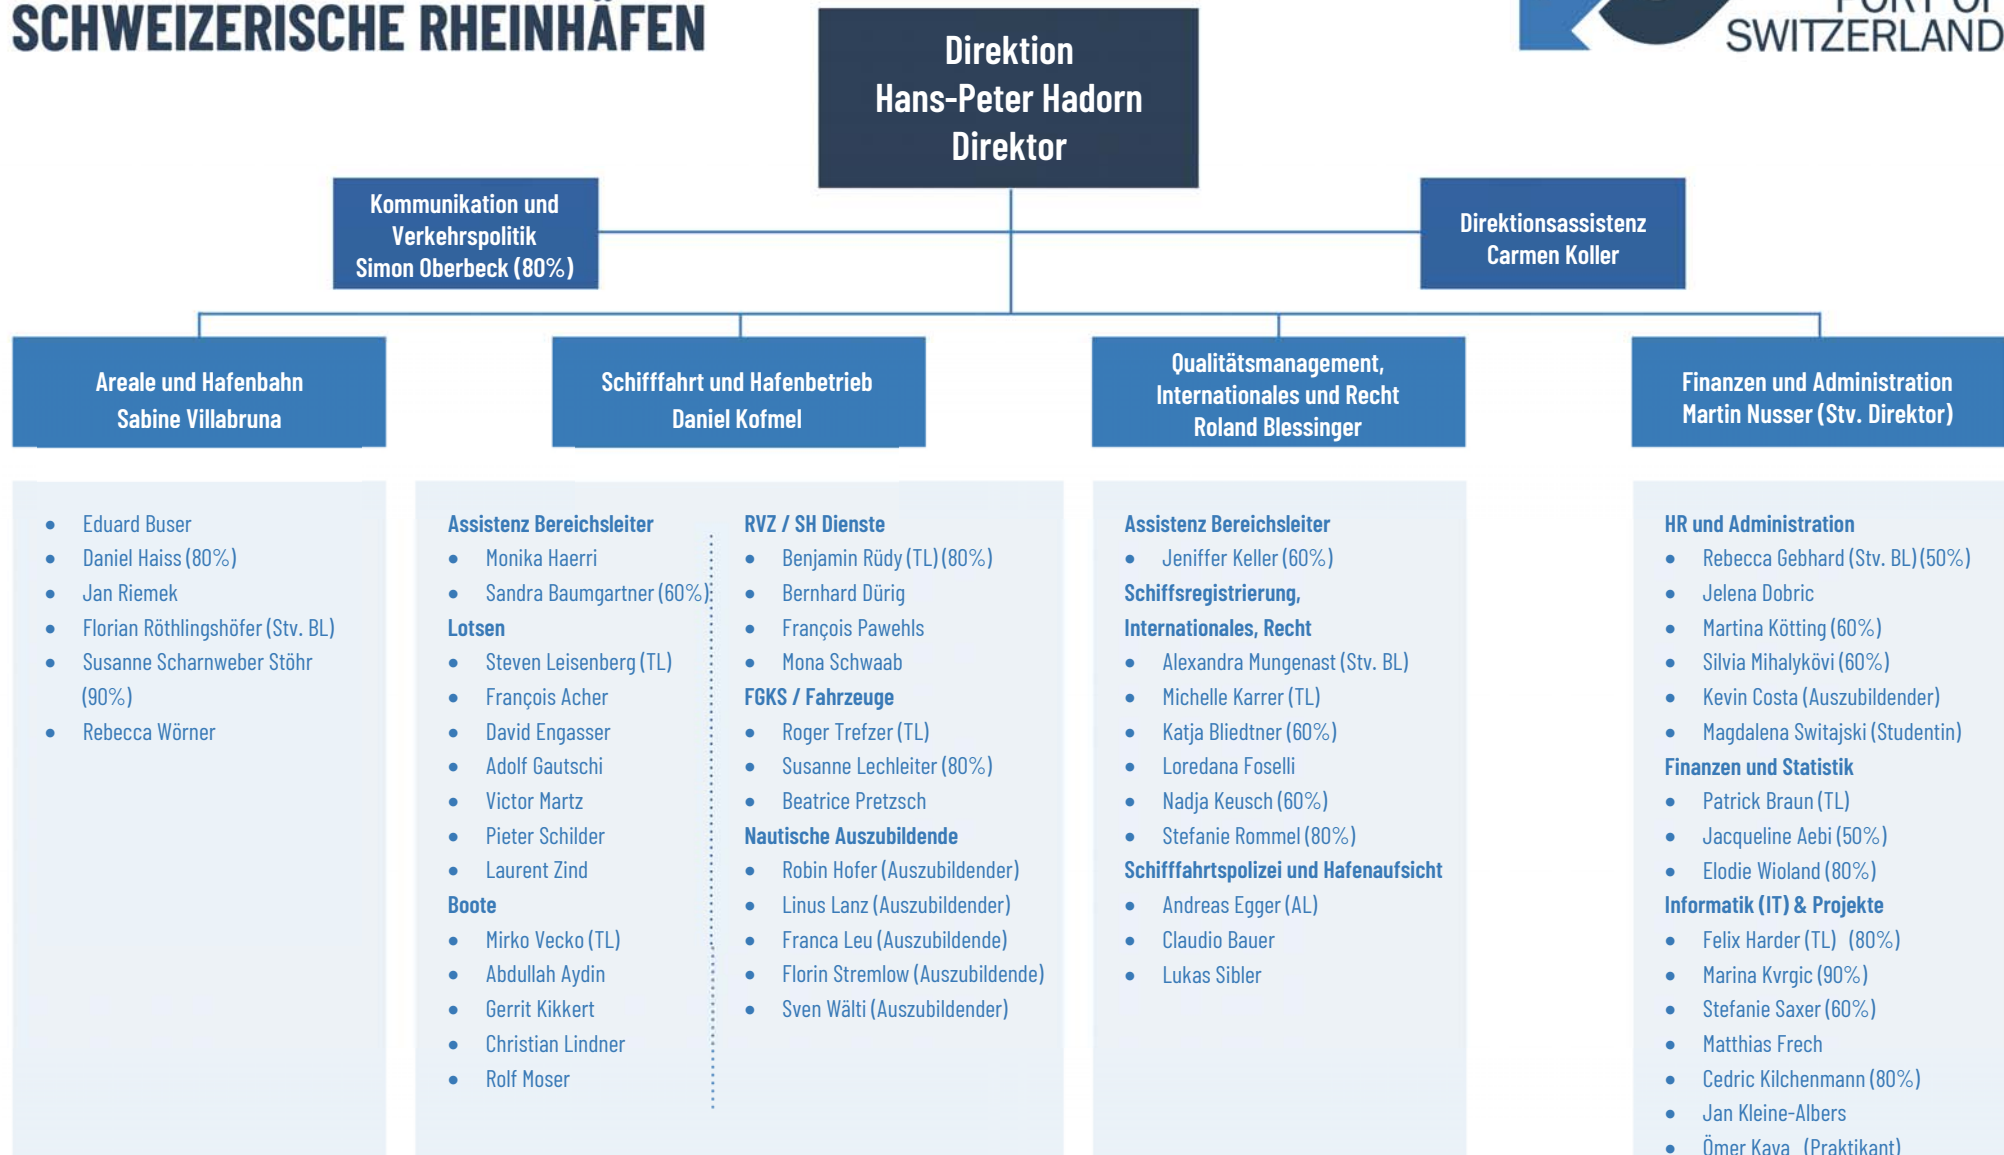 SCHWEIZERISCHE RHEINHÄFEN
PORT OF
SWITZERLAND
Direktion
Hans-Peter Hadorn
Direktor
Kommunikation und
Verkehrspolitik
Simon Oberbeck (80%)
Direktionsassistenz
Carmen Koller
Areale und Hafenbahn
Sabine Villabruna
Schifffahrt und Hafenbetrieb
Daniel Kofmel
Qualitätsmanagement,
Internationales und Recht
Roland Blessinger
Finanzen und Administration
Martin Nusser (Stv. Direktor)
• Eduard Buser
• Daniel Haiss (80%)
• Jan Riemek
• Florian Röthlingshöfer (Stv. BL)
• Susanne Scharnweber Stöhr
(90%)
• Rebecca Wörner
Assistenz Bereichsleiter
• Monika Haerri
• Sandra Baumgartner (60%)
Lotsen
• Steven Leisenberg (TL)
• François Acher
• David Engasser
• Adolf Gautschi
• Victor Martz
• Pieter Schilder
• Laurent Zind
Boote
• Mirko Vecko (TL)
• Abdullah Aydin
• Gerrit Kikkert
• Christian Lindner
• Rolf Moser
RVZ / SH Dienste
• Benjamin Rüdy (TL) (80%)
• Bernhard Dürig
• François Pawehls
• Mona Schwaab
FGKS / Fahrzeuge
• Roger Trefzer (TL)
• Susanne Lechleiter (80%)
• Beatrice Pretzsch
Nautische Auszubildende
• Robin Hofer (Auszubildender)
• Linus Lanz (Auszubildender)
• Franca Leu (Auszubildende)
• Florin Stremlow (Auszubildende)
• Sven Wälti (Auszubildender)
Assistenz Bereichsleiter
• Jeniffer Keller (60%)
Schiffsregistrierung,
Internationales, Recht
• Alexandra Mungenast (Stv. BL)
• Michelle Karrer (TL)
• Katja Bliedtner (60%)
• Loredana Foselli
• Nadja Keusch (60%)
• Stefanie Rommel (80%)
Schifffahrtspolizei und Hafenaufsicht
• Andreas Egger (AL)
• Claudio Bauer
• Lukas Sibler
HR und Administration
• Rebecca Gebhard (Stv. BL) (50%)
• Jelena Dobric
• Martina Kötting (60%)
• Silvia Mihalykövi (60%)
• Kevin Costa (Auszubildender)
• Magdalena Switajski (Studentin)
Finanzen und Statistik
• Patrick Braun (TL)
• Jacqueline Aebi (50%)
• Elodie Wioland (80%)
Informatik (IT) & Projekte
• Felix Harder (TL) (80%)
• Marina Kvrgic (90%)
• Stefanie Saxer (60%)
• Matthias Frech
• Cedric Kilchenmann (80%)
• Jan Kleine-Albers
• Ömer Kaya (Praktikant)